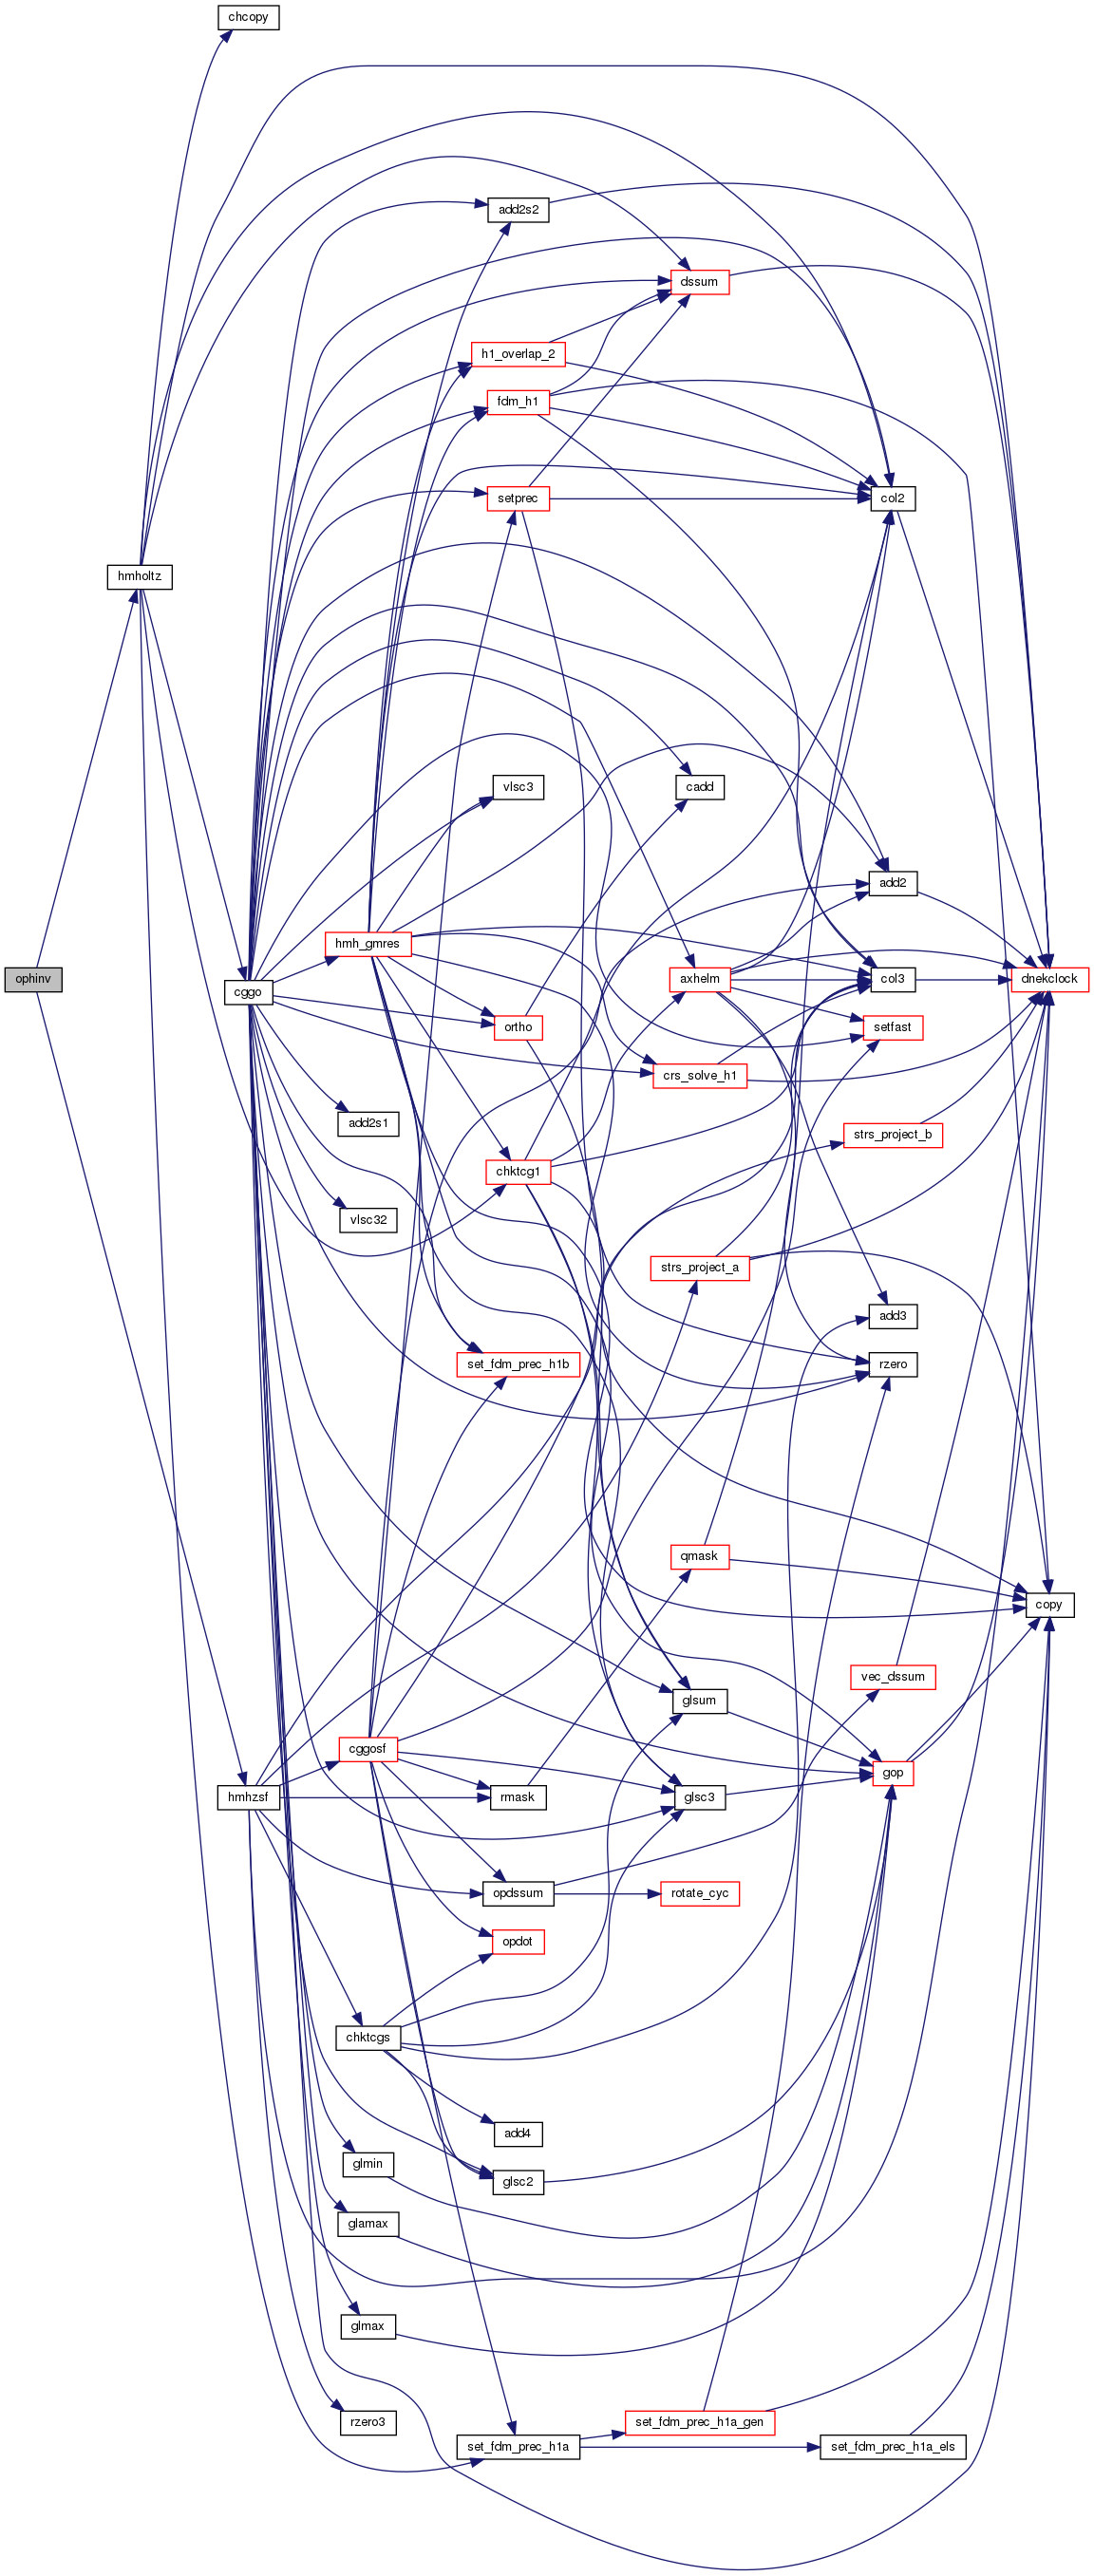 chcopy
add2s2
dssum
h1_overlap_2
fdm_h1
setprec
col2
hmholtz
vlsc3
cadd
add2
hmh_gmres
ophinv
cggo
axhelm
col3
dnekclock
ortho
setfast
crs_solve_h1
add2s1
strs_project_b
chktcg1
vlsc32
strs_project_a
add3
set_fdm_prec_h1b
rzero
qmask
copy
vec_dssum
glsum
cggosf
gop
hmhzsf
rmask
glsc3
opdssum
rotate_cyc
opdot
chktcgs
add4
glmin
glsc2
glamax
glmax
rzero3
set_fdm_prec_h1a_gen
set_fdm_prec_h1a
set_fdm_prec_h1a_els